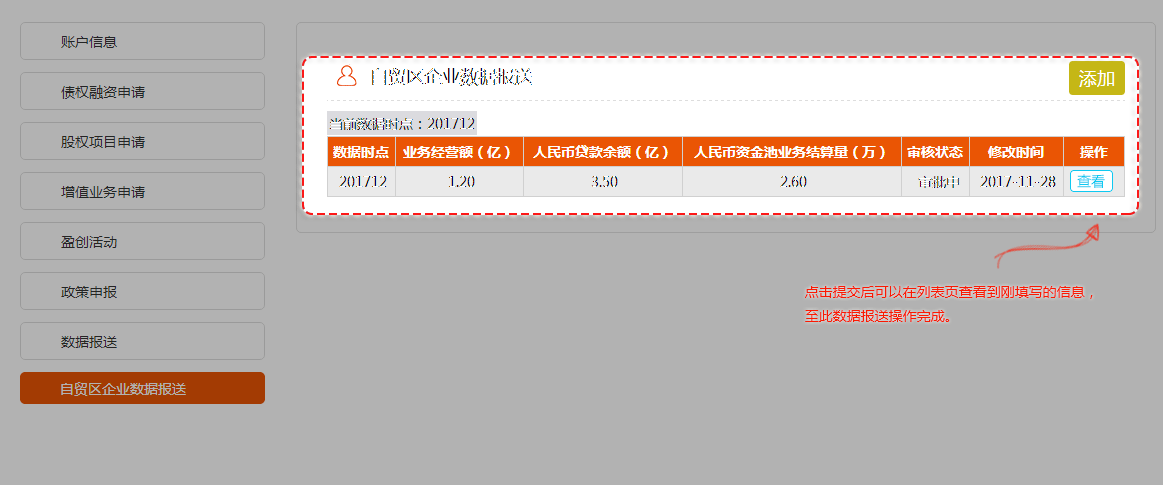 账户信息
债权融资申请
股权项目申请
增值业务申请
盈创活动
政策申报
数据报送
自贸区企业数据报送
自贸区企业数据报送
添加
当前数据时点：201712
数据时点 业务经营额（亿） 人民币贷款余额（亿） 人民币资金池业务结算量（万） 审核状态 修改时间 操作
201712 1.20 3.50 2.60 审批中 2017-11-28 查看
点击提交后可以在列表页查看到刚填写的信息，
至此数据报送操作完成。